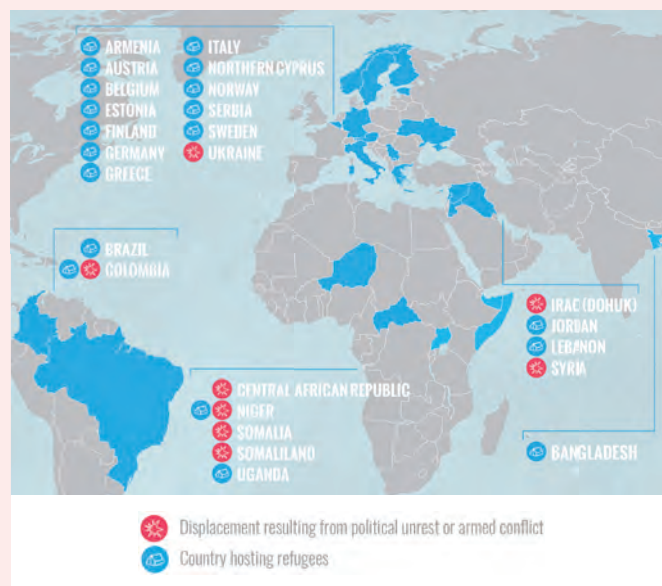 ARMENIA
AUSTRIA
BELGIUM
ESTONIA
FINLAND
GERMANY
GREECE
ITALY
NORTHERN CYPRUS
NORWAY
SERBIA
SWEDEN
UKRAINE
BRAZIL
COLOMBIA
CENTRAL AFRICAN REPUBLIC
NIGER
SOMALIA
SOMALILAND
UGANDA
IRAC (DOHUK)
JORDAN
LEBANON
SYRIA
BANGLADESH
Displacement resulting from political unrest or armed conflict
Country hosting refugees